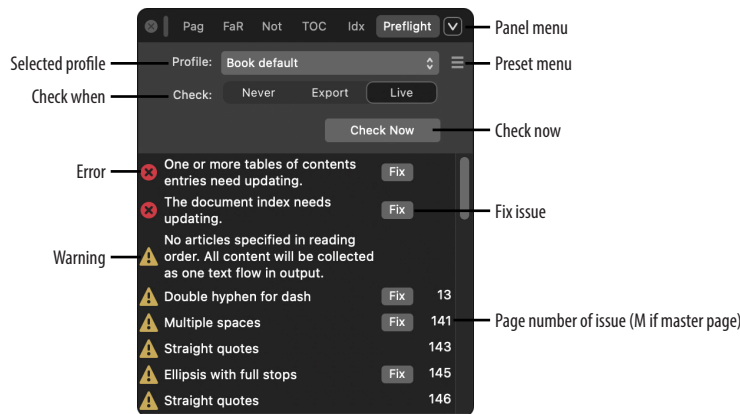 Pag FaR Not TOC Idx Preflight
Panel menu
Selected profile
Profile: Book default
Preset menu
Check when
Check: Never Export Live
Check Now
Check now
Error
One or more tables of contents
entries need updating.
Fix
The document index needs
updating.
Fix
Fix issue
Warning
No articles specified in reading
order. All content will be collected
as one text flow in output.
Double hyphen for dash Fix 13
Multiple spaces Fix 141
Page number of issue (M if master page)
Straight quotes 143
Ellipsis with full stops Fix 145
Straight quotes 146